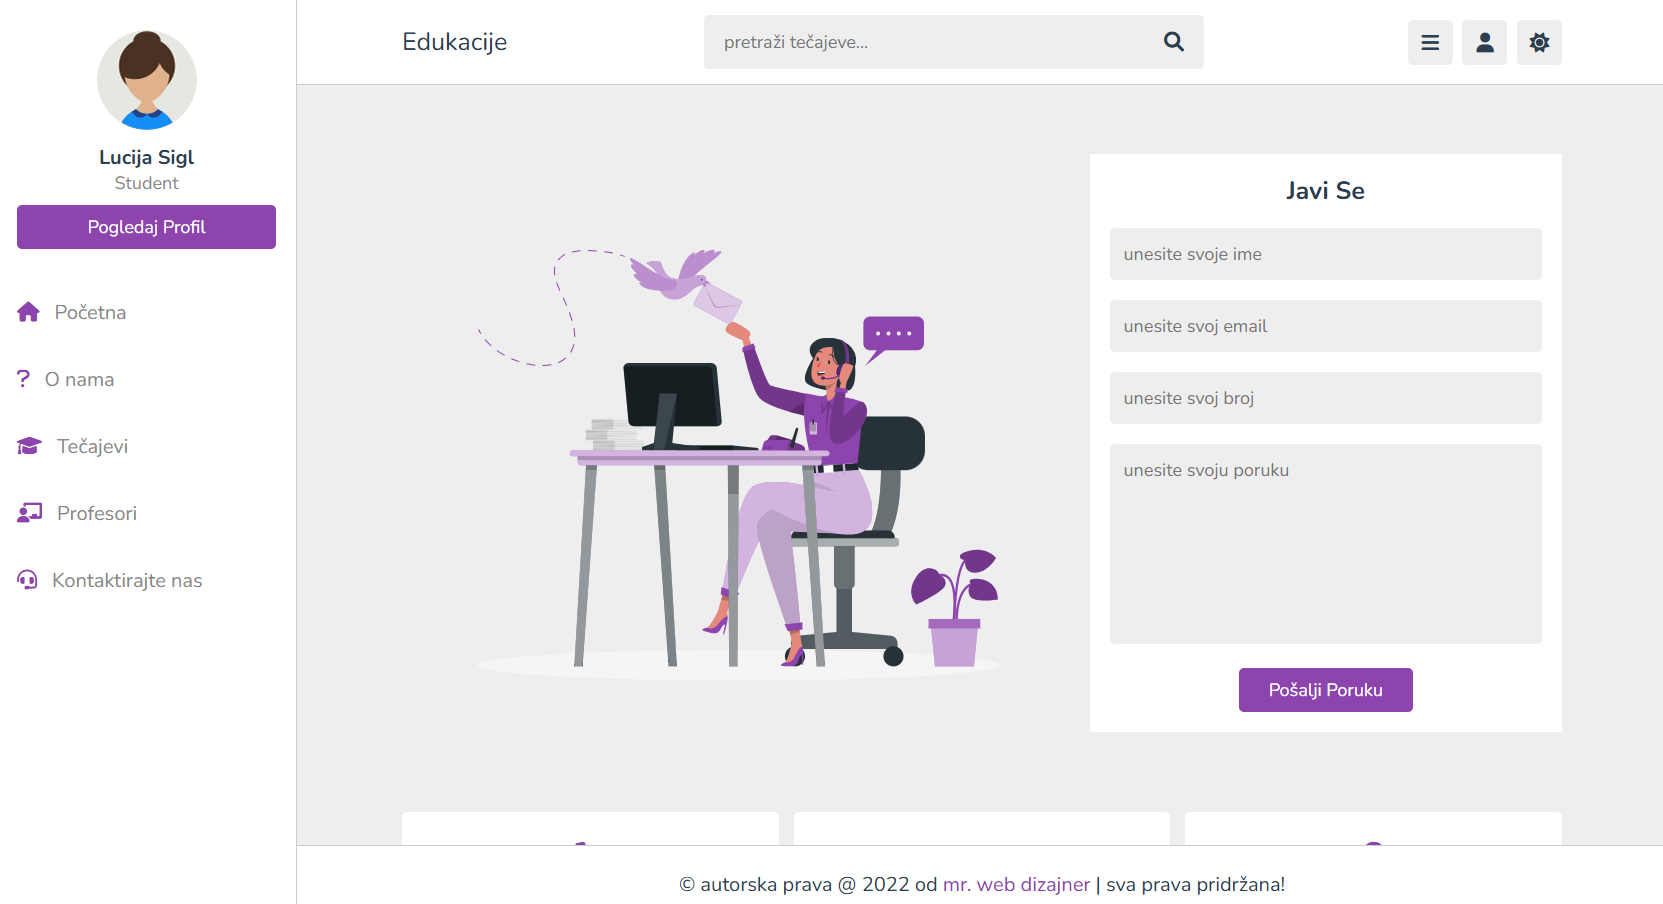 Lucija Sigl
Student
Pogledaj Profil
Početna
O nama
Tečajevi
Profesori
Kontaktirajte nas
Edukacije
pretraži tečajeve...
Javi Se
unesite svoje ime
unesite svoj email
unesite svoj broj
unesite svoju poruku
Pošalji Poruku
© autorska prava @ 2022 od mr. web dizajner | sva prava pridržana!